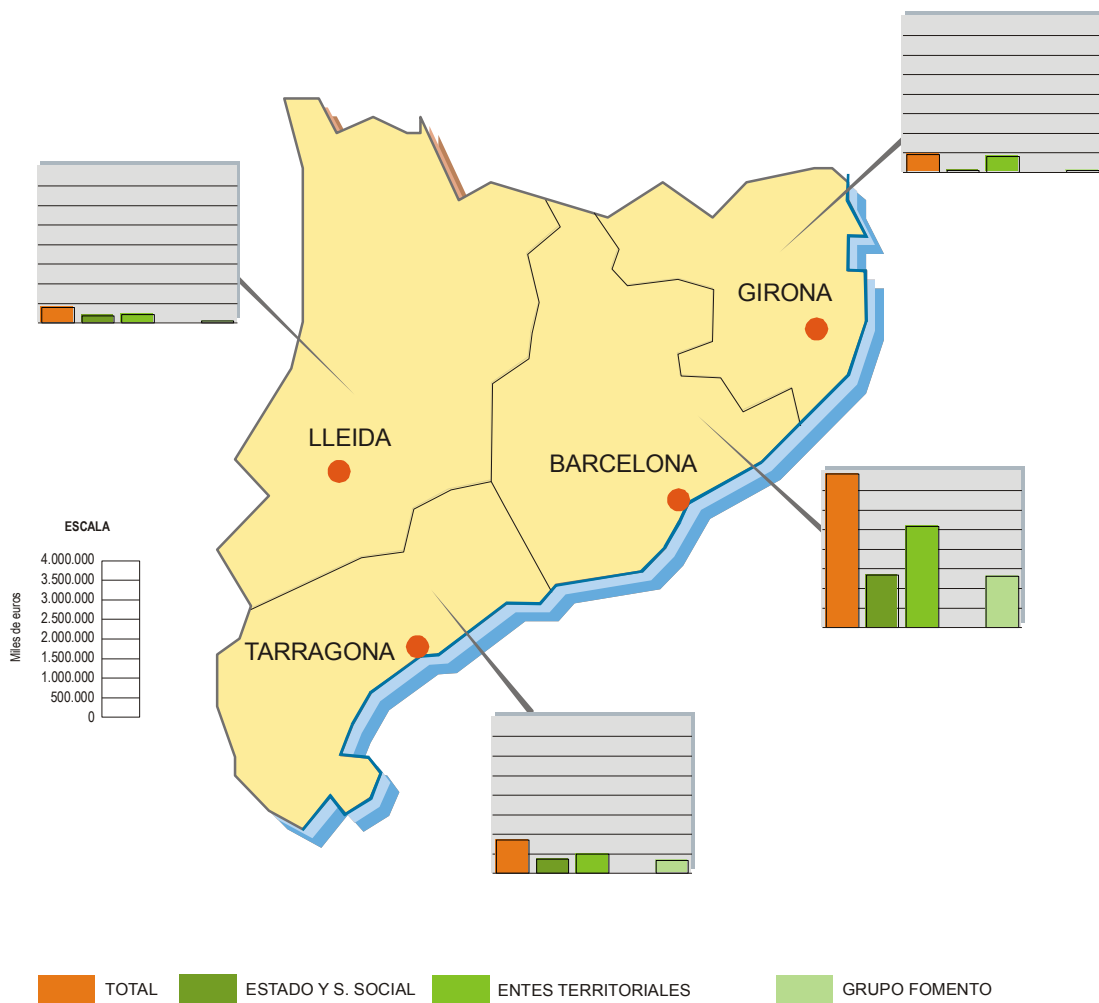 GIRONA
LLEIDA
BARCELONA
TARRAGONA
ESCALA
Miles de euros
4.000.000
3.500.000
3.000.000
2.500.000
2.000.000
1.500.000
1.000.000
500.000
0
TOTAL
ESTADO Y S. SOCIAL
ENTES TERRITORIALES
GRUPO FOMENTO